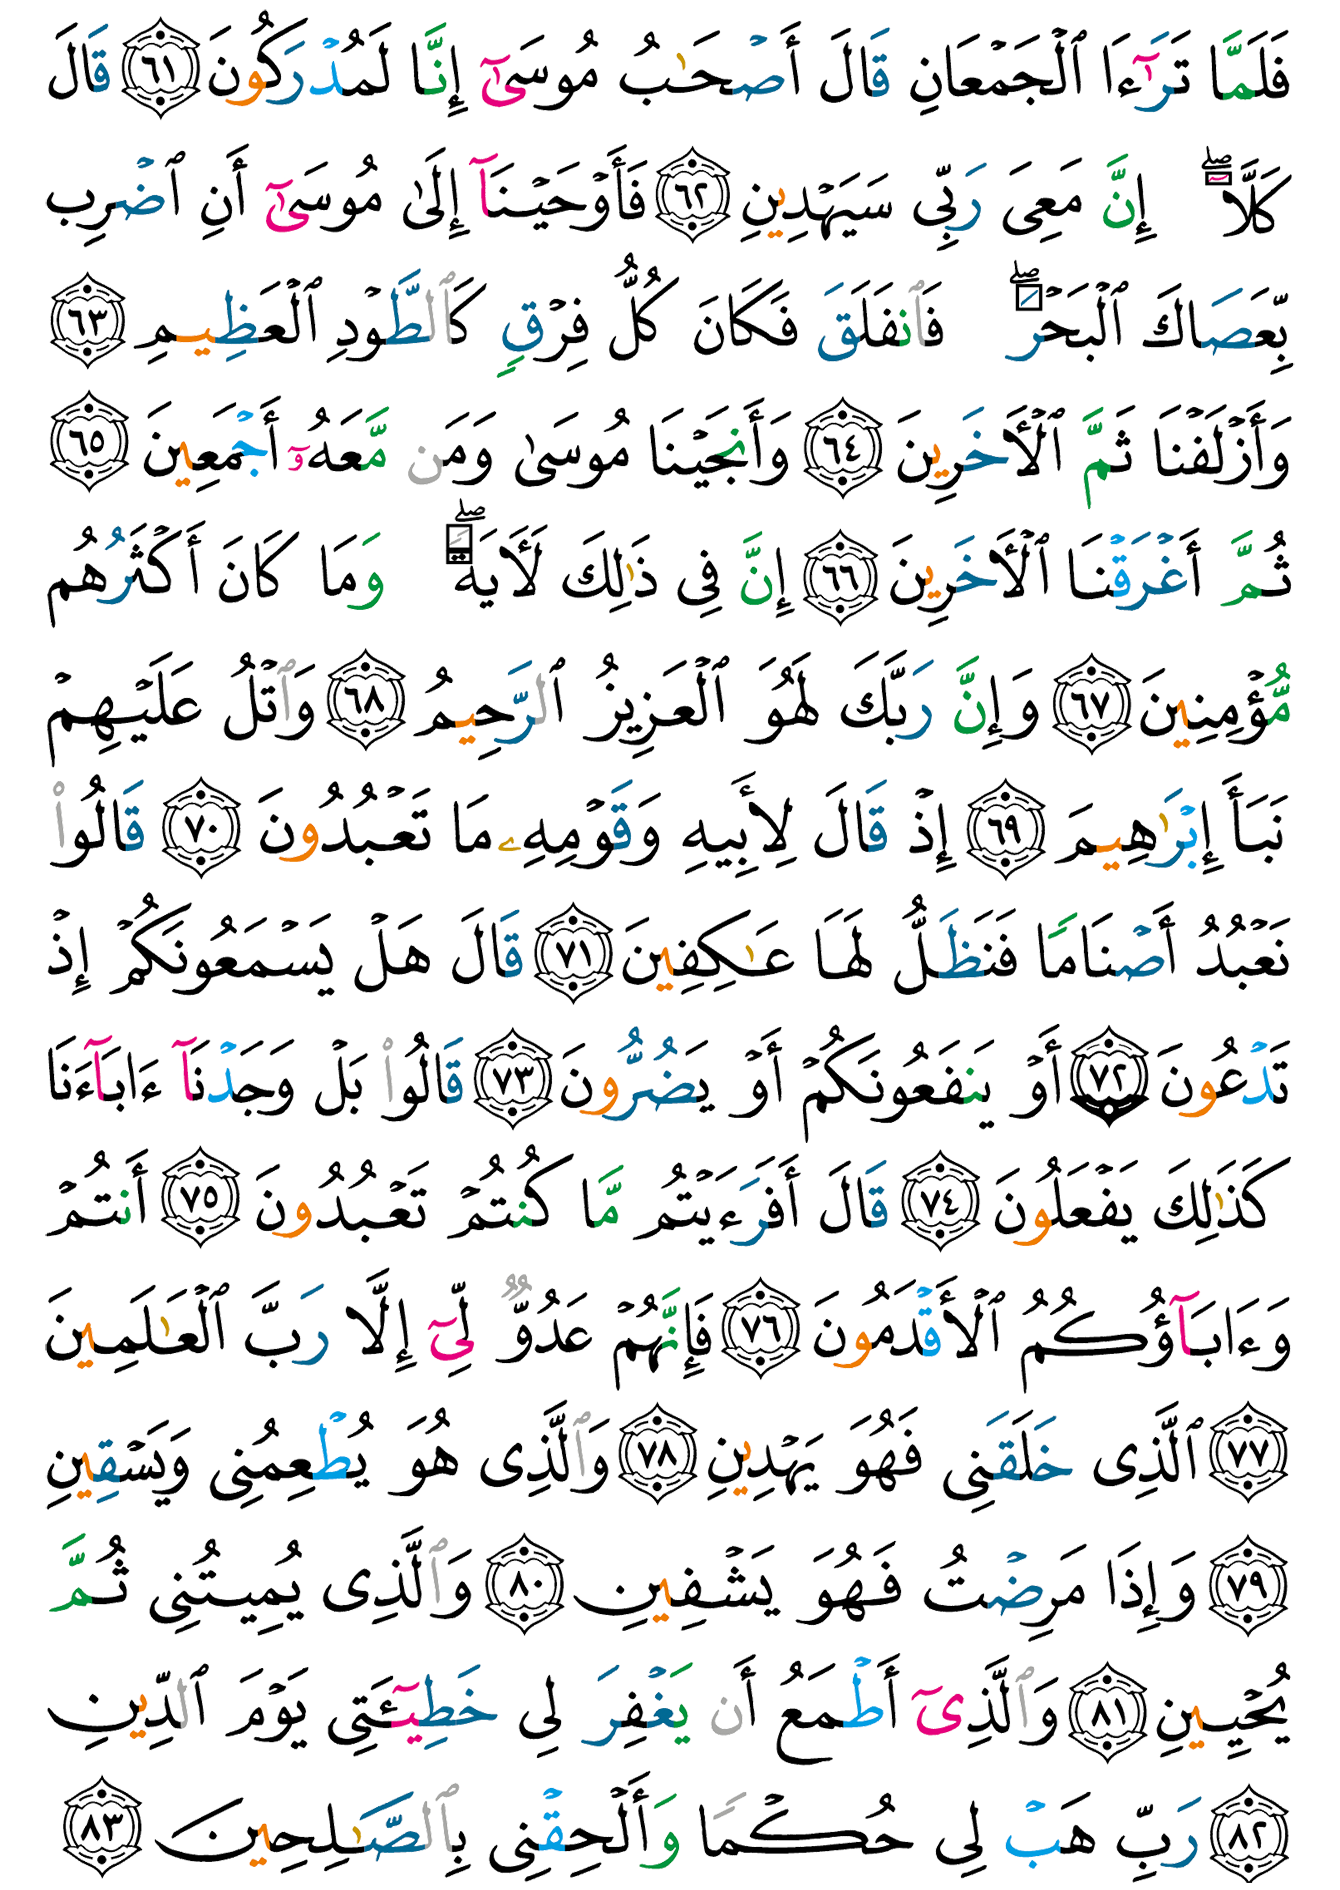 فَلَمَّا تَرَٰٓءَا ٱلۡجَمۡعَانِ قَالَ أَصۡحَٰبُ مُوسَىٰٓ إِنَّا لَمُدۡرَكُونَ ٦١ قَالَ
كَلَّاۖ إِنَّ مَعِيَ رَبِّي سَيَهۡدِينِ ٦٢ فَأَوۡحَيۡنَآ إِلَىٰ مُوسَىٰٓ أَنِ ٱضۡرِب
بِّعَصَاكَ ٱلۡبَحۡرَۖ فَٱنفَلَقَ فَكَانَ كُلُّ فِرۡقٖ كَٱلطَّوۡدِ ٱلۡعَظِيمِ ٦٣
وَأَزۡلَفۡنَا ثَمَّ ٱلۡأٓخَرِينَ ٦٤ وَأَنجَيۡنَا مُوسَىٰ وَمَن مَّعَهُۥٓ أَجۡمَعِينَ ٦٥
ثُمَّ أَغۡرَقۡنَا ٱلۡأٓخَرِينَ ٦٦ إِنَّ فِي ذَٰلِكَ لَأٓيَةٗۖ وَمَا كَانَ أَكۡثَرُهُم
مُّؤۡمِنِينَ ٦٧ وَإِنَّ رَبَّكَ لَهُوَ ٱلۡعَزِيزُ ٱلرَّحِيمُ ٦٨ وَٱتۡلُ عَلَيۡهِمۡ
نَبَأَ إِبۡرَٰهِيمَ ٦٩ إِذۡ قَالَ لِأَبِيهِ وَقَوۡمِهِۦ مَا تَعۡبُدُونَ ٧٠ قَالُواْ
نَعۡبُدُ أَصۡنَامٗا فَنَظَلُّ لَهَا عَٰكِفِينَ ٧١ قَالَ هَلۡ يَسۡمَعُونَكُمۡ إِذۡ
تَدۡعُونَ ٧٢ أَوۡ يَنفَعُونَكُمۡ أَوۡ يَضُرُّونَ ٧٣ قَالُواْ بَلۡ وَجَدۡنَآ ءَابَآءَنَا
كَذَٰلِكَ يَفۡعَلُونَ ٧٤ قَالَ أَفَرَءَيۡتُم مَّا كُنتُمۡ تَعۡبُدُونَ ٧٥ أَنتُمۡ
وَءَابَآؤُكُمُ ٱلۡأَقۡدَمُونَ ٧٦ فَإِنَّهُمۡ عَدُوّٞ لِّيٓ إِلَّا رَبَّ ٱلۡعَٰلَمِينَ
٧٧ ٱلَّذِي خَلَقَنِي فَهُوَ يَهۡدِينِ ٧٨ وَٱلَّذِي هُوَ يُطۡعِمُنِي وَيَسۡقِينِ
٧٩ وَإِذَا مَرِضۡتُ فَهُوَ يَشۡفِينِ ٨٠ وَٱلَّذِي يُمِيتُنِي ثُمَّ
يُحۡيِينِ ٨١ وَٱلَّذِيٓ أَطۡمَعُ أَن يَغۡفِرَ لِي خَطِيٓـَٔتِي يَوۡمَ ٱلدِّينِ
٨٢ رَبِّ هَبۡ لِي حُكۡمٗا وَأَلۡحِقۡنِي بِٱلصَّٰلِحِينَ ٨٣